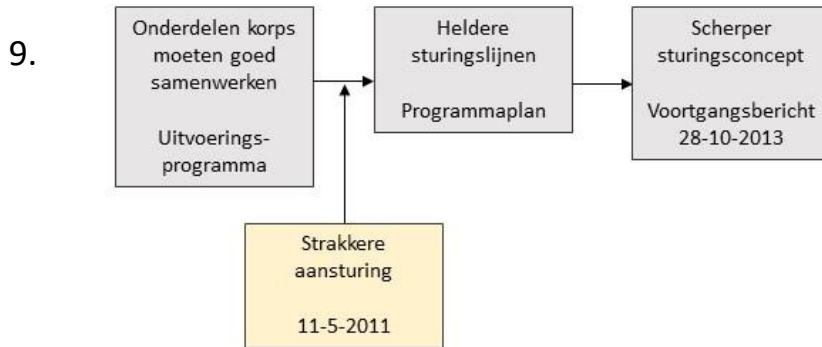 9.
Onderdelen korps
moeten goed
samenwerken
Uitvoerings-
programma
Heldere
sturingslijnen
Programmaplan
Scherper
sturingsconcept
Voortgangsbericht
28-10-2013
Strakkere
aansturing
11-5-2011